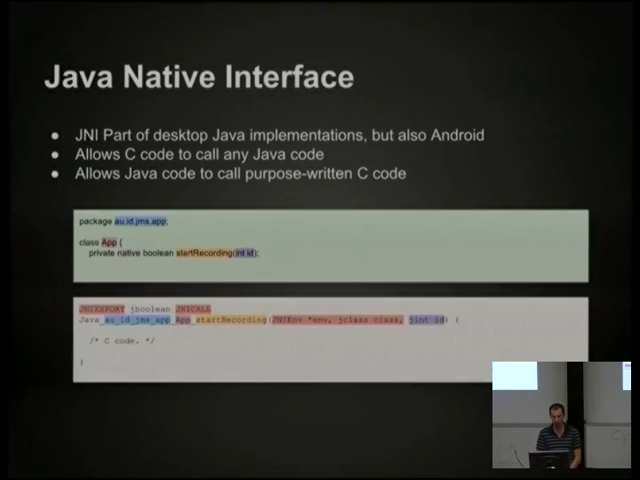 Java Native Interface
● JNI Part of desktop Java implementations, but also Android
● Allows C code to call any Java code
● Allows Java code to call purpose-written C code
package au.id.jms.app;
class App {
private native boolean startRecording(int id);
JNIEXPORT jboolean JNICALL
Java_au_id_jms_app_App_startRecording(JNIEnv *env, jclass class, jint id) {
/* C code. */
}